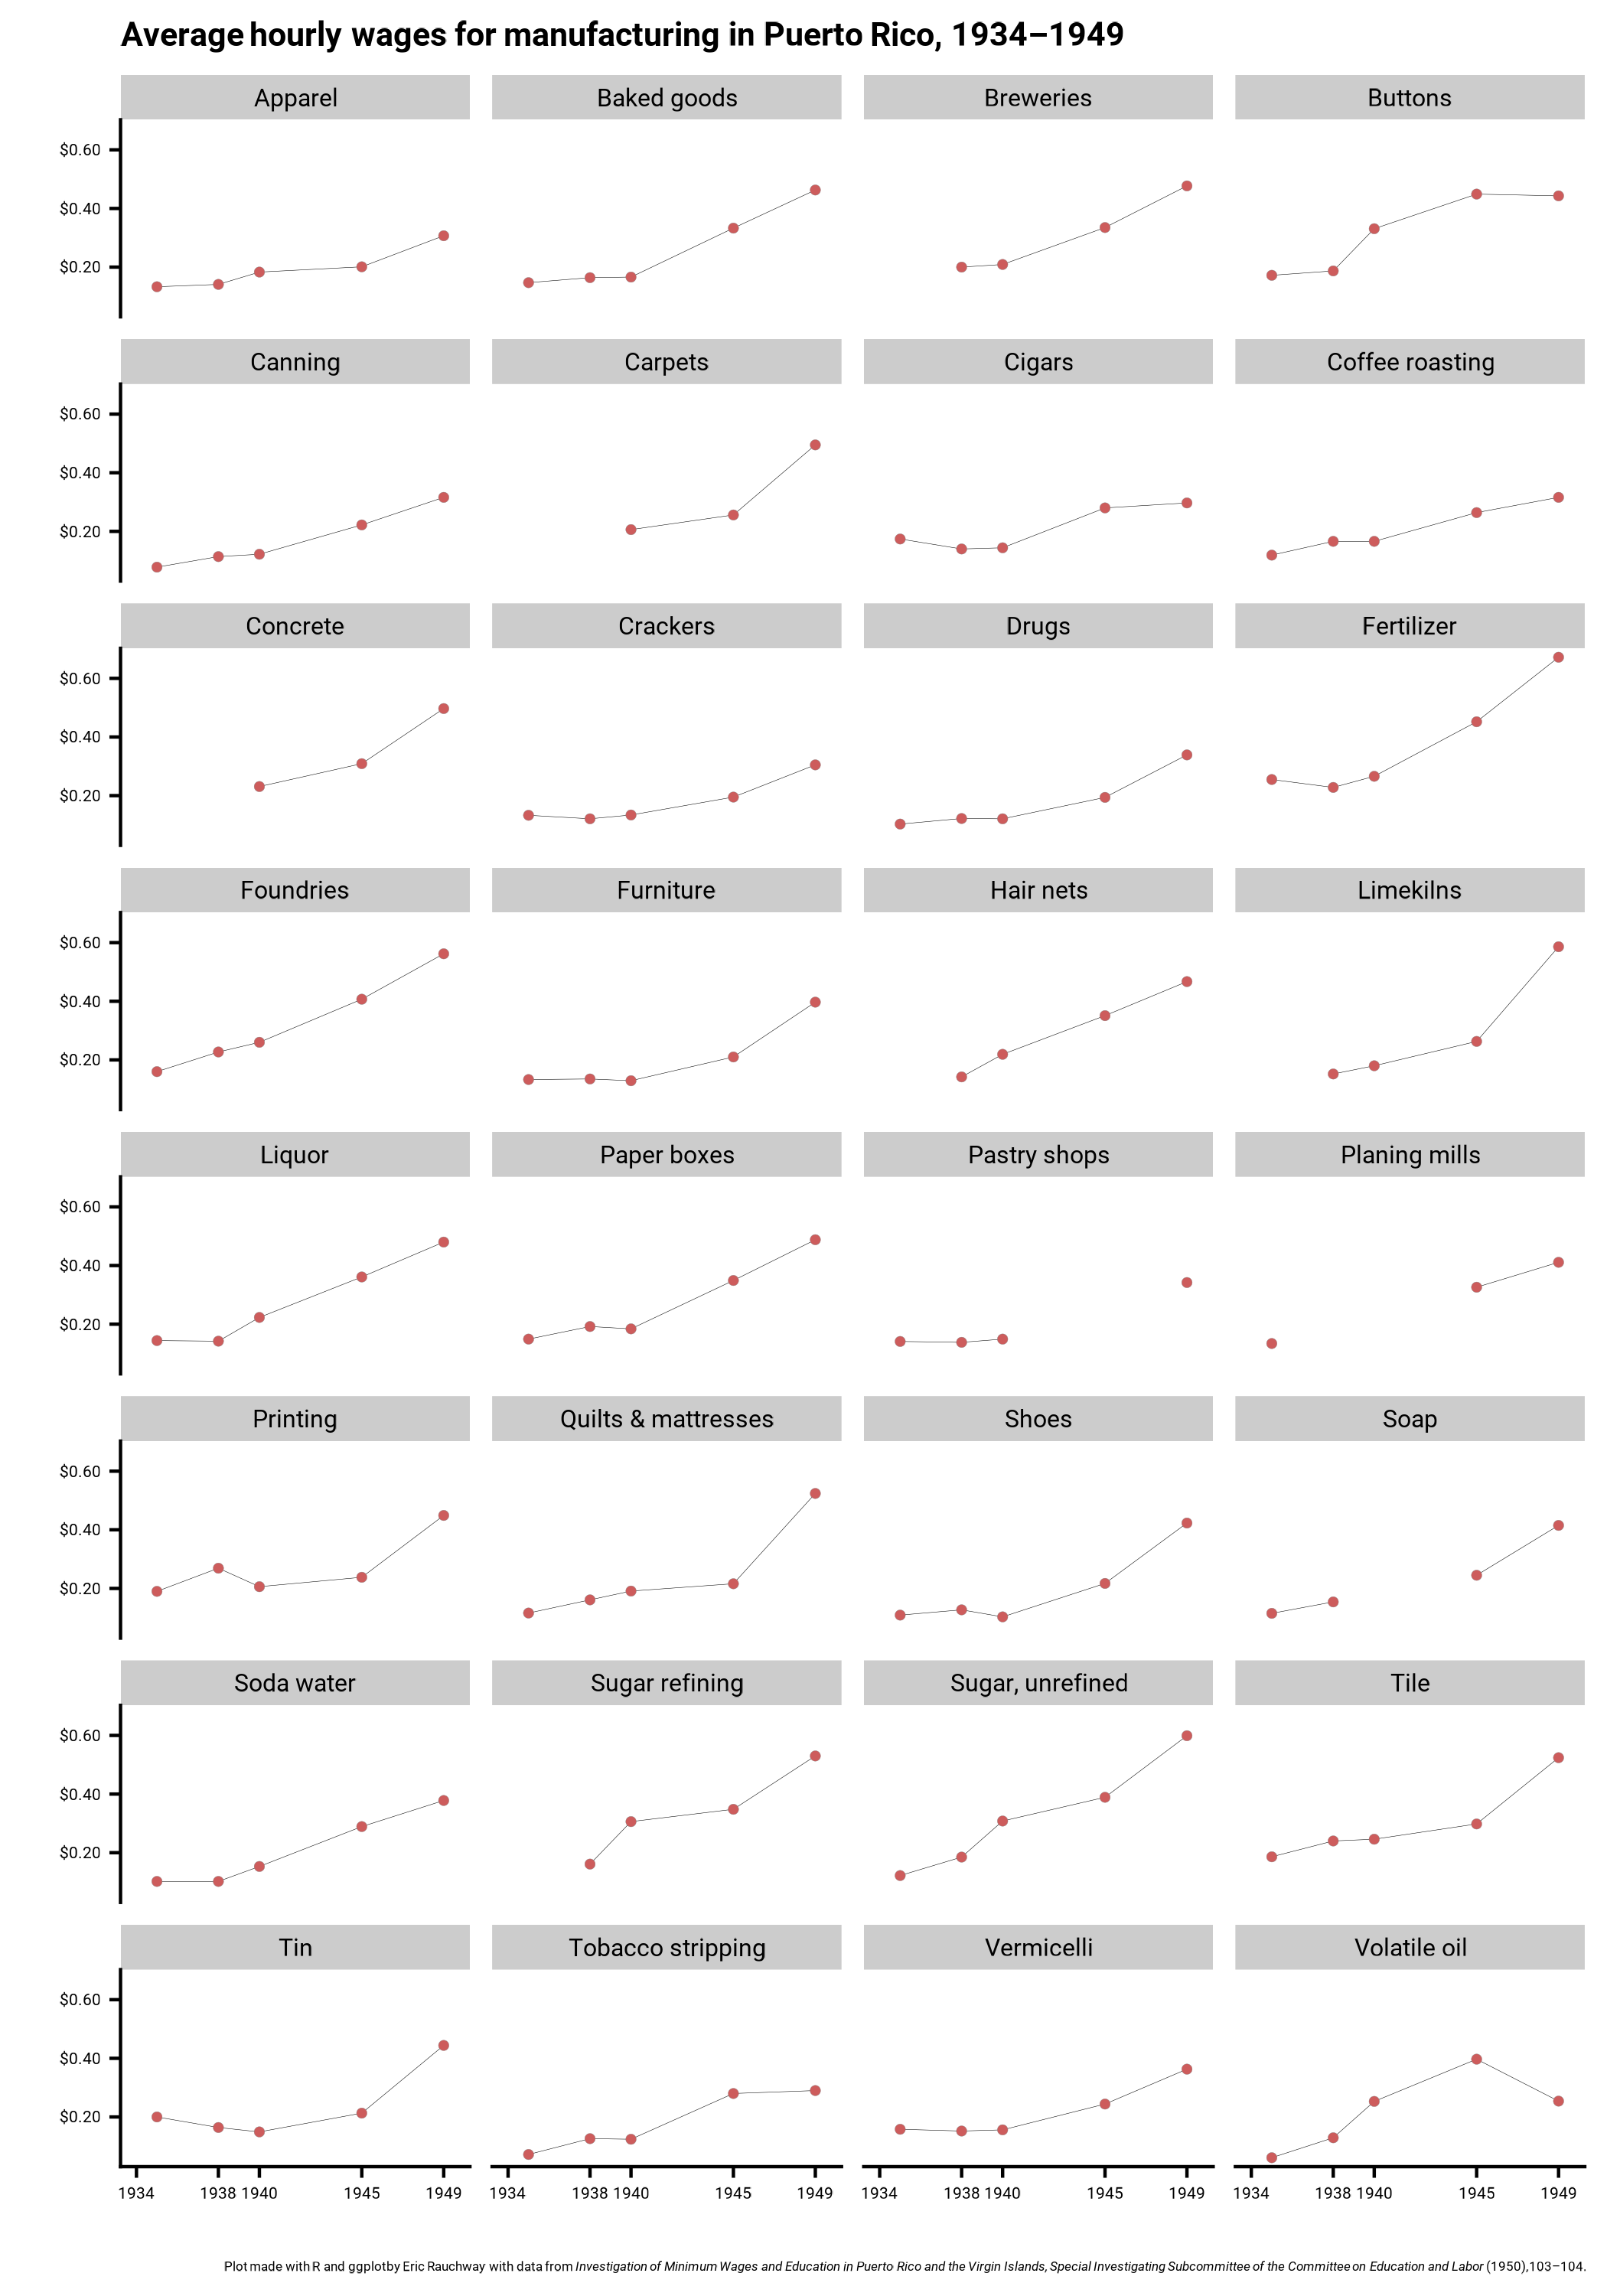 Average hourly wages for manufacturing in Puerto Rico, 1934–1949
Apparel Baked goods Breweries Buttons
$0.60
$0.40
$0.20
Canning Carpets Cigars Coffee roasting
$0.60
$0.40
$0.20
Concrete Crackers Drugs Fertilizer
$0.60
$0.40
$0.20
Foundries Furniture Hair nets Limekilns
$0.60
$0.40
$0.20
Liquor Paper boxes Pastry shops Planing mills
$0.60
$0.40
$0.20
Printing Quilts & mattresses Shoes Soap
$0.60
$0.40
$0.20
Soda water Sugar refining Sugar, unrefined Tile
$0.60
$0.40
$0.20
Tin Tobacco stripping Vermicelli Volatile oil
$0.60
$0.40
$0.20
1934 1938 1940 1945 1949 1934 1938 1940 1945 1949 1934 1938 1940 1945 1949 1934 1938 1940 1945 1949
Plot made with R and ggplotby Eric Rauchway with data from Investigation of Minimum Wages and Education in Puerto Rico and the Virgin Islands, Special Investigating Subcommittee of the Committee on Education and Labor (1950),103–104.